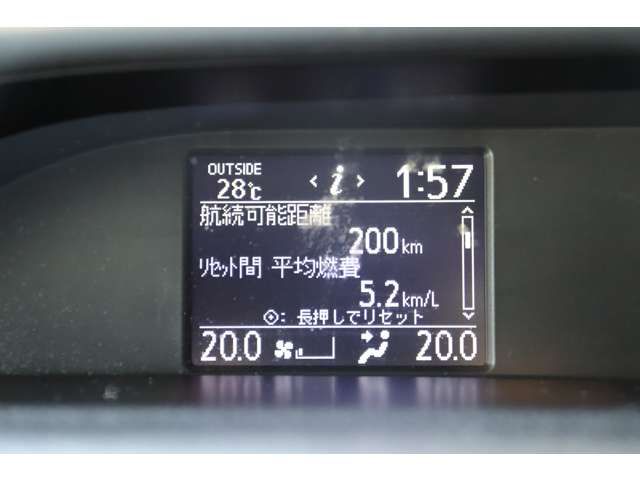 OUTSIDE
28℃ < i > 1:57
航続可能距離
200km
ﾘｾｯﾄ間 平均燃費
5.2km/L
: 長押しでリセット
20.0 20.0